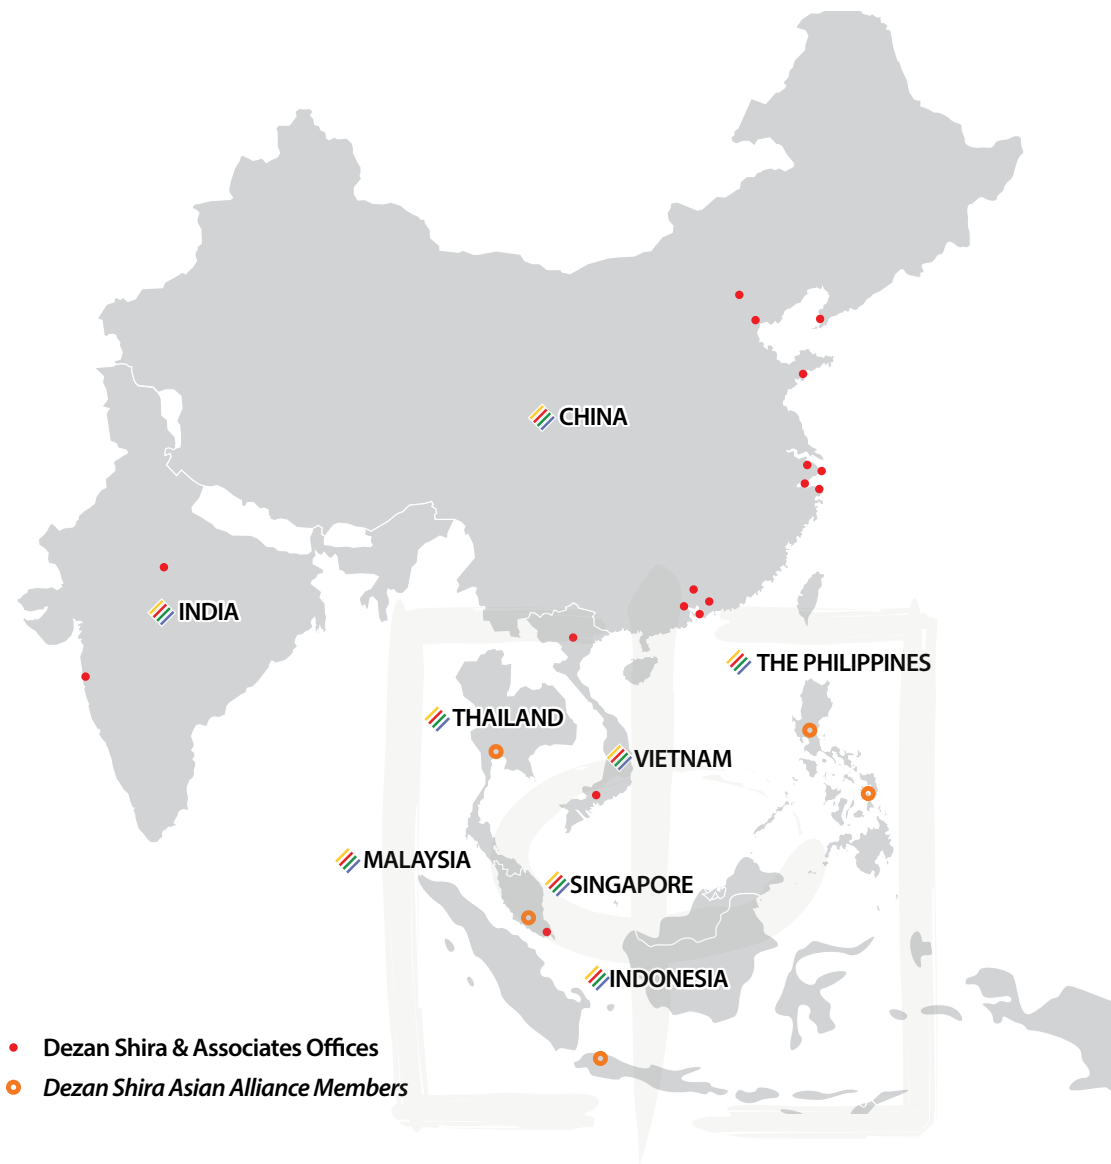 CHINA
INDIA
THE PHILIPPINES
THAILAND
VIETNAM
MALAYSIA
SINGAPORE
INDONESIA
Dezan Shira & Associates Offices
Dezan Shira Asian Alliance Members